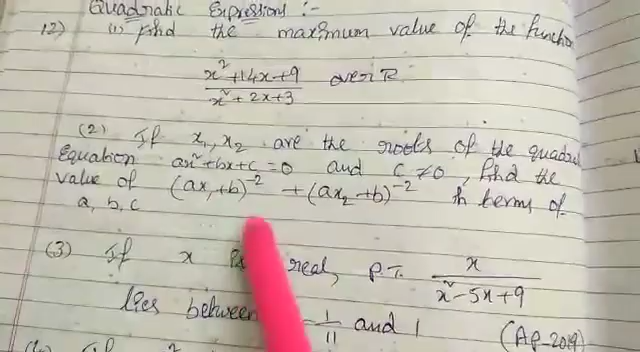 Quadratic Expressions :-
12) (1) find the maximum value of the functio
x²+14x+9 / x²+2x+3 over R
(2) If x₁,x₂ are the roots of the quadra
Equation ax²+bx+c=0 and c≠0, find the
value of (ax₁+b)⁻² + (ax₂+b)⁻² in terms of
a, b, c
(3) If x is real, P.T. x / x²-5x+9
lies between -1/11 and 1
(AP-2019)